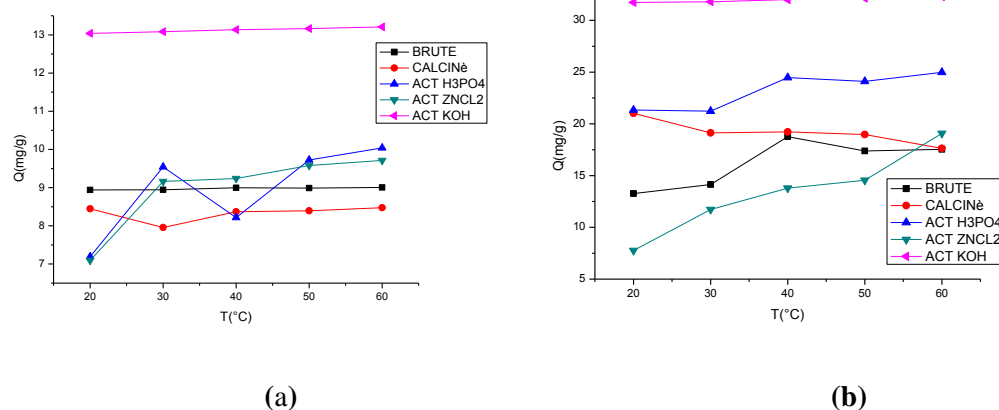 13
12
11
10
9
8
7
Q(mg/g)
20 30 40 50 60
T(°C)
BRUTE
CALCINè
ACT H3PO4
ACT ZNCL2
ACT KOH
(a)
30
25
20
15
10
5
Q(mg/g)
20 30 40 50 60
T(°C)
BRUTE
CALCINè
ACT H3PO4
ACT ZNCL2
ACT KOH
(b)